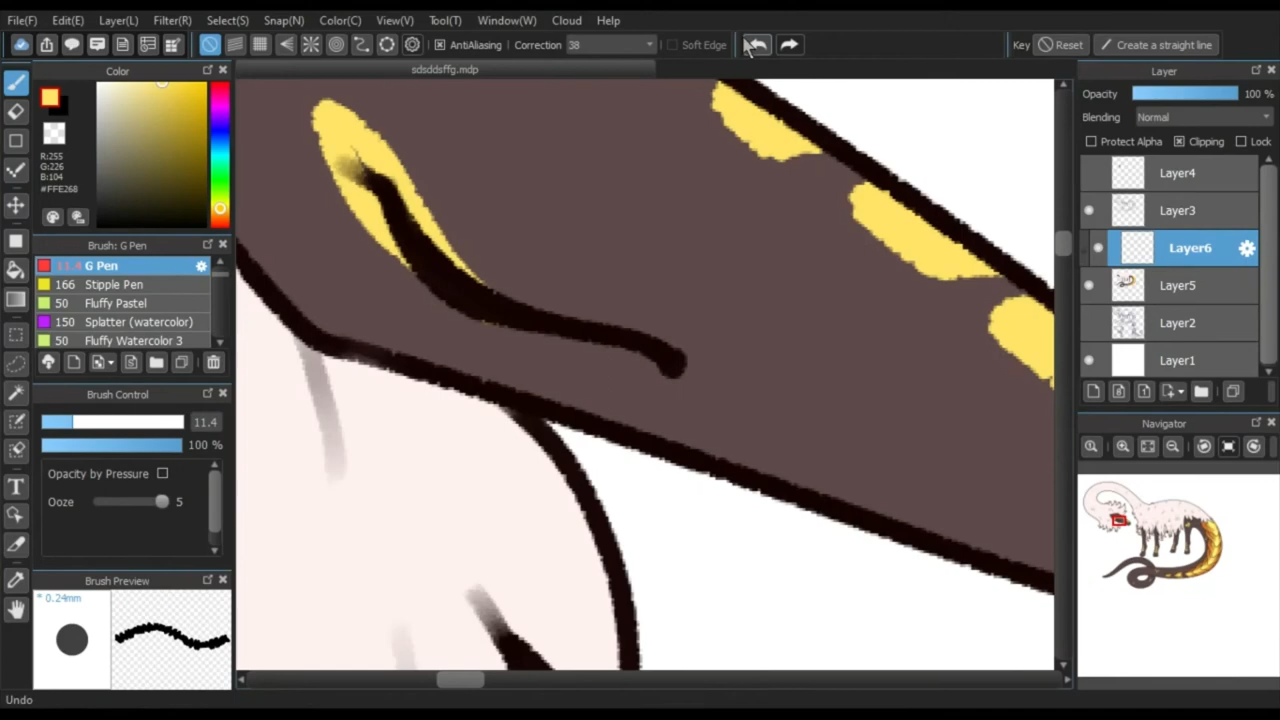 File(F) Edit(E) Layer(L) Filter(R) Select(S) Snap(N) Color(C) View(V) Tool(T) Window(W) Cloud Help
AntiAliasing Correction 38 Soft Edge Key Reset Create a straight line
Color
sdsddsffg.mdp
Layer
Opacity 100 %
Blending Normal
Protect Alpha Clipping Lock
R:255
G:226
B:104
#FFE268
Layer4
Layer3
Layer6
Layer5
Layer2
Layer1
Brush: G Pen
11.4 G Pen
166 Stipple Pen
50 Fluffy Pastel
150 Splatter (watercolor)
50 Fluffy Watercolor 3
Brush Control
11.4
100 %
Opacity by Pressure
Ooze 5
Navigator
Brush Preview
* 0.24mm
Undo